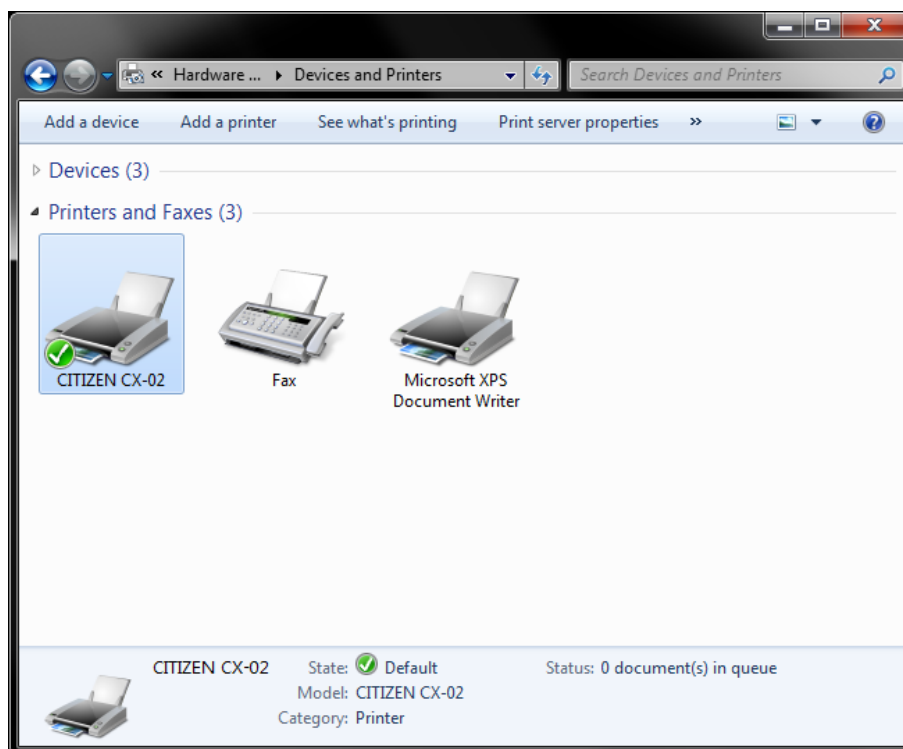 « Hardware ... ▸ Devices and Printers Search Devices and Printers
Add a device Add a printer See what's printing Print server properties »
Devices (3)
Printers and Faxes (3)
CITIZEN CX-02
Fax
Microsoft XPS
Document Writer
CITIZEN CX-02 State: Default Status: 0 document(s) in queue
Model: CITIZEN CX-02
Category: Printer